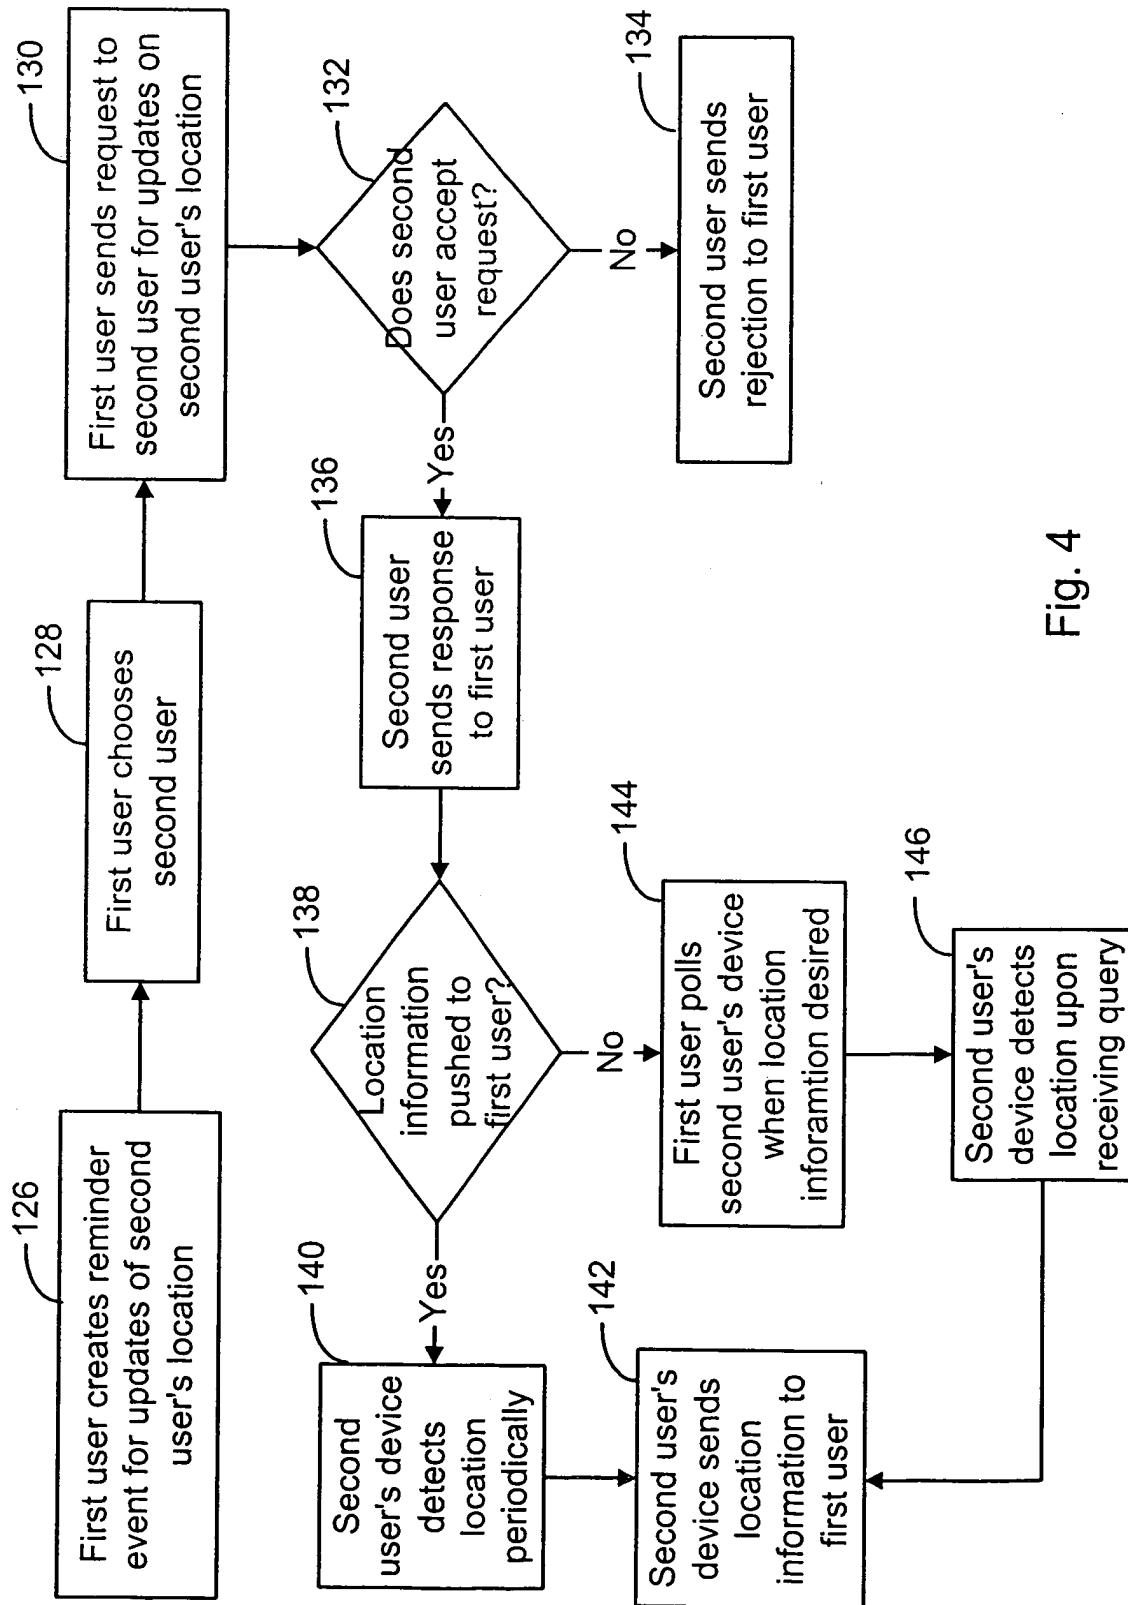 126
First user creates reminder
event for updates of second
user's location
128
First user chooses
second user
130
First user sends request to
second user for updates on
second user's location
132
Does second
user accept
request?
Yes
No
134
Second user sends
rejection to first user
136
Second user
sends response
to first user
138
Location
information
pushed to
first user?
Yes
No
140
Second
user's device
detects
location
periodically
142
Second user's
device sends
location
information to
first user
144
First user polls
second user's device
when location
inforamtion desired
146
Second user's
device detects
location upon
receiving query
Fig. 4